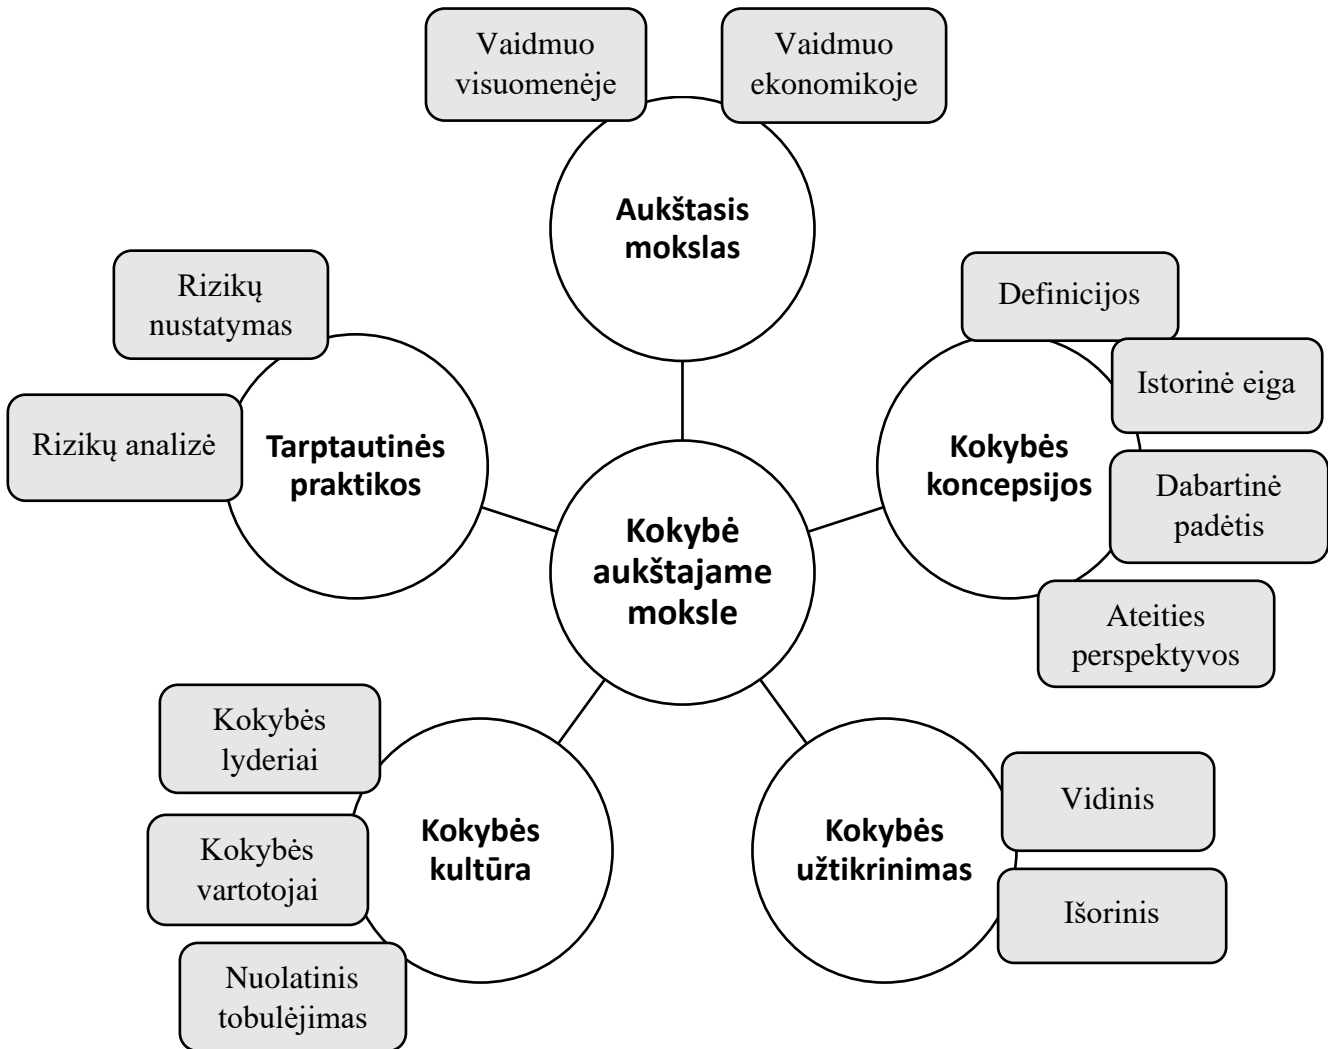 Vaidmuo
visuomenėje
Vaidmuo
ekonomikoje
Aukštasis
mokslas
Rizikų
nustatymas
Rizikų analizė
Tarptautinės
praktikos
Definicijos
Istorinė eiga
Kokybės
koncepsijos
Dabartinė
padėtis
Ateities
perspektyvos
Kokybė
aukštajame
moksle
Kokybės
lyderiai
Kokybės
vartotojai
Nuolatinis
tobulėjimas
Kokybės
kultūra
Kokybės
užtikrinimas
Vidinis
Išorinis